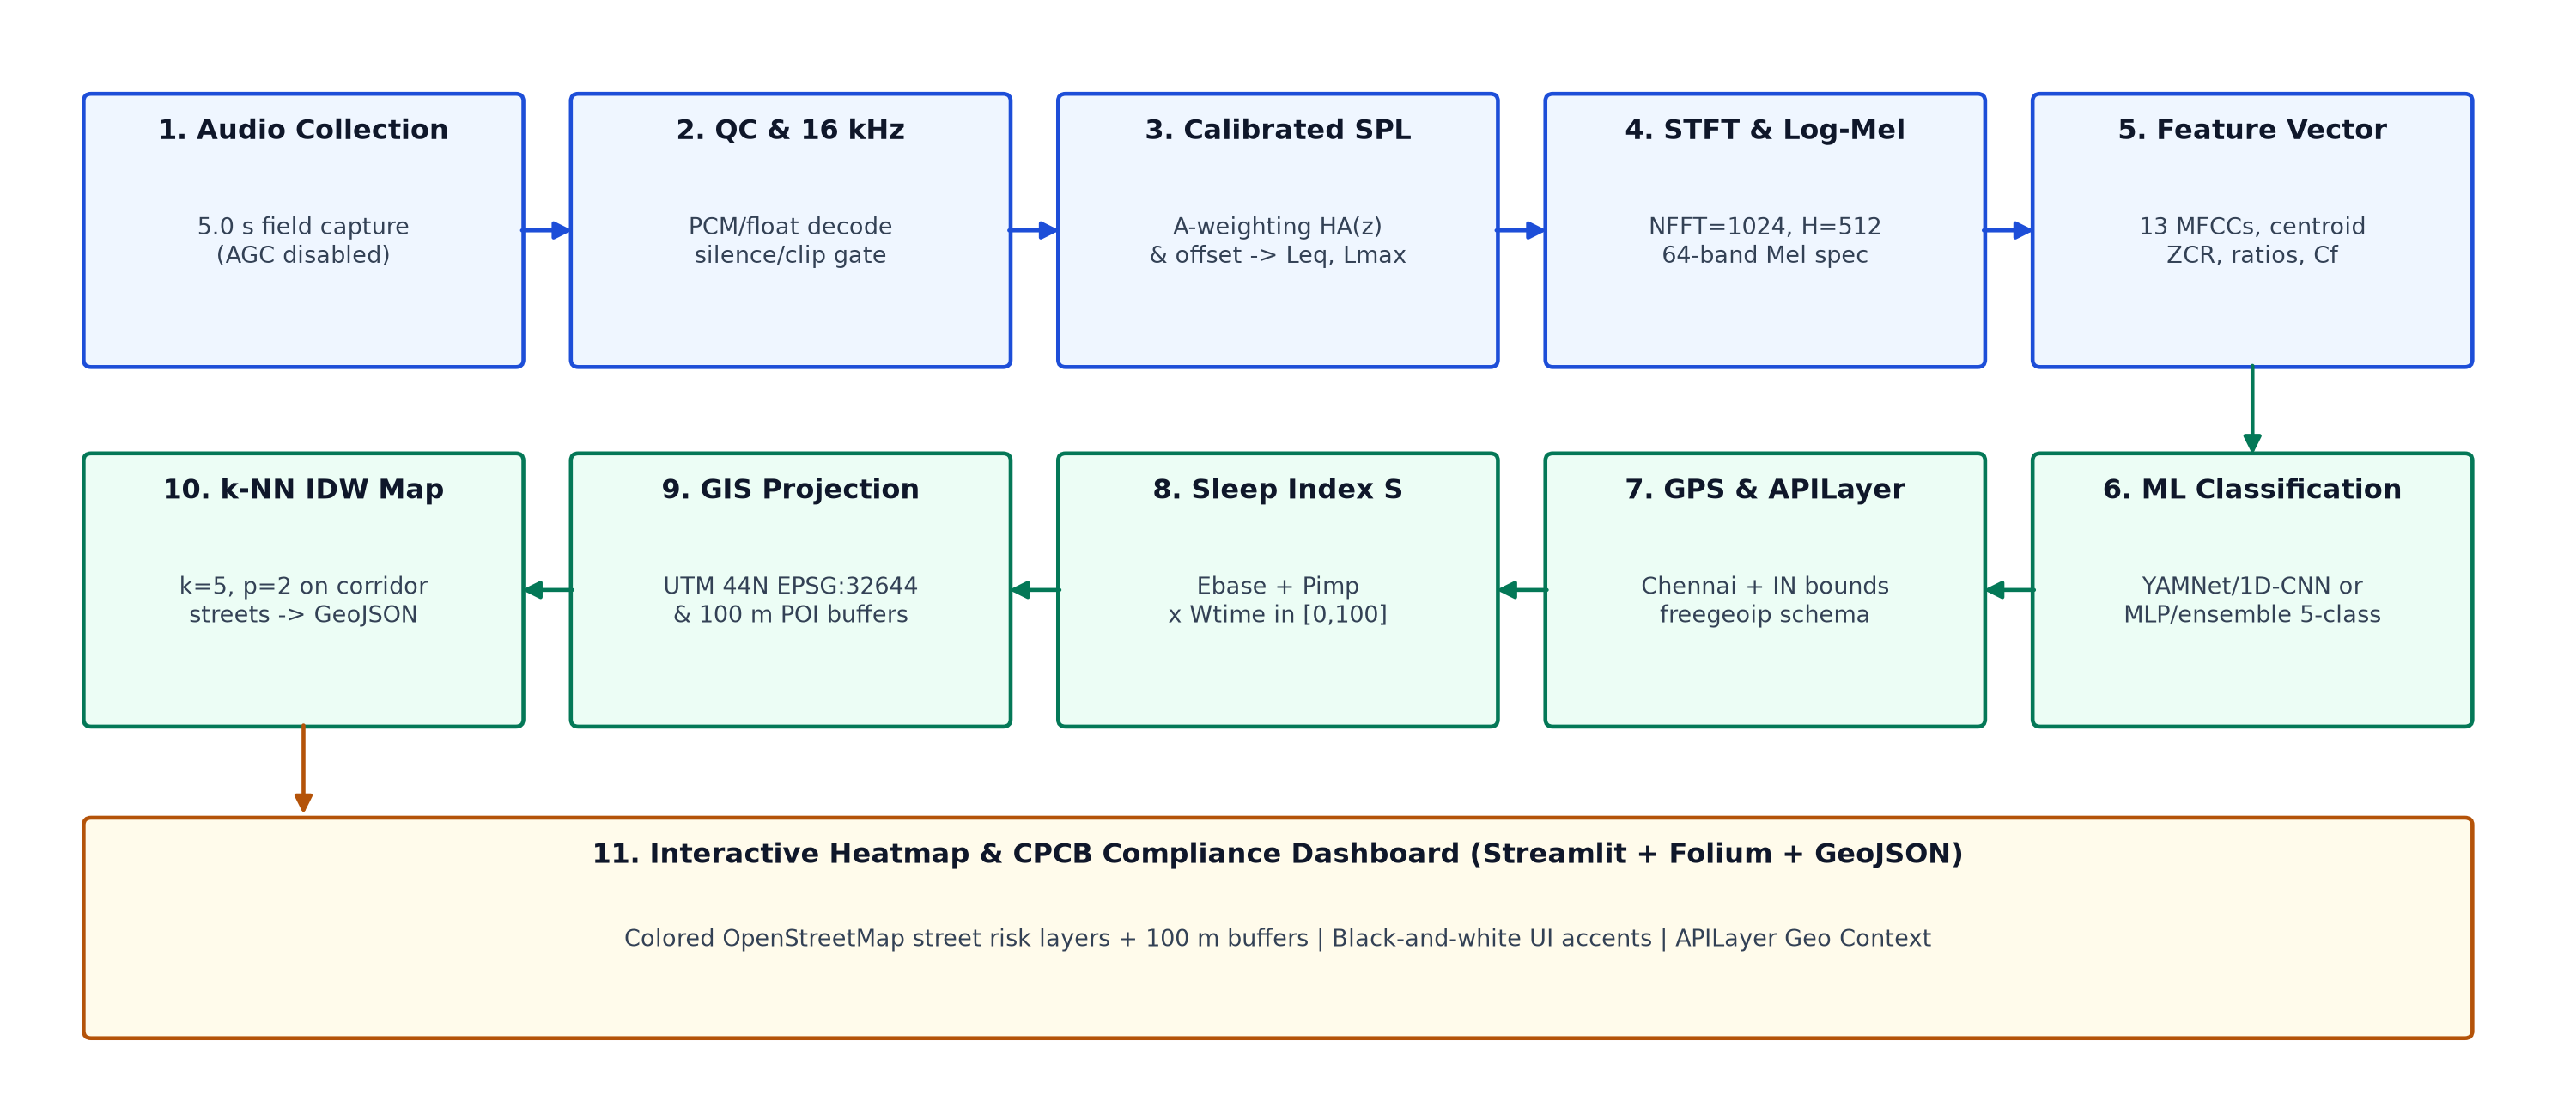 1. Audio Collection
5.0 s field capture
(AGC disabled)
2. QC & 16 kHz
PCM/float decode
silence/clip gate
3. Calibrated SPL
A-weighting HA(z)
& offset -> Leq, Lmax
4. STFT & Log-Mel
NFFT=1024, H=512
64-band Mel spec
5. Feature Vector
13 MFCCs, centroid
ZCR, ratios, Cf
6. ML Classification
YAMNet/1D-CNN or
MLP/ensemble 5-class
7. GPS & APILayer
Chennai + IN bounds
freegeoip schema
8. Sleep Index S
Ebase + Pimp
x Wtime in [0,100]
9. GIS Projection
UTM 44N EPSG:32644
& 100 m POI buffers
10. k-NN IDW Map
k=5, p=2 on corridor
streets -> GeoJSON
11. Interactive Heatmap & CPCB Compliance Dashboard (Streamlit + Folium + GeoJSON)
Colored OpenStreetMap street risk layers + 100 m buffers | Black-and-white UI accents | APILayer Geo Context